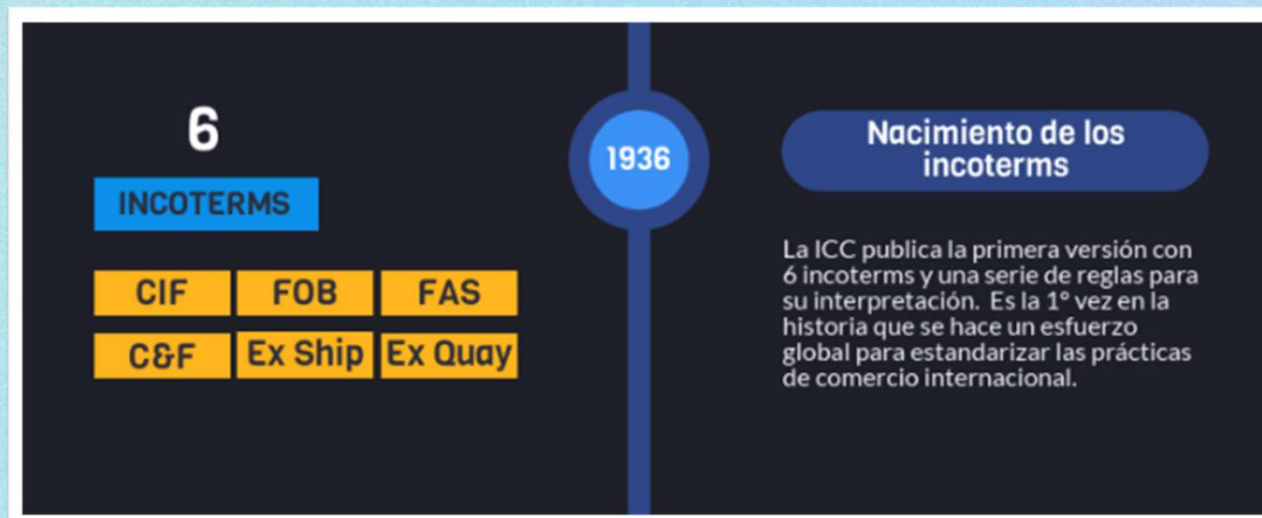 6
INCOTERMS
CIF FOB FAS
C&F Ex Ship Ex Quay
1936
Nacimiento de los
incoterms
La ICC publica la primera versión con
6 incoterms y una serie de reglas para
su interpretación. Es la 1° vez en la
historia que se hace un esfuerzo
global para estandarizar las prácticas
de comercio internacional.